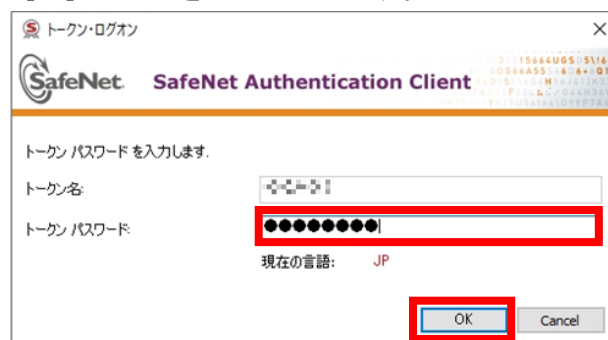 トークン・ログオン
SafeNet. SafeNet Authentication Client
トークン パスワード を入力します.
トークン名:
トークン パスワード: ●●●●●●●●
現在の言語: JP
OK Cancel